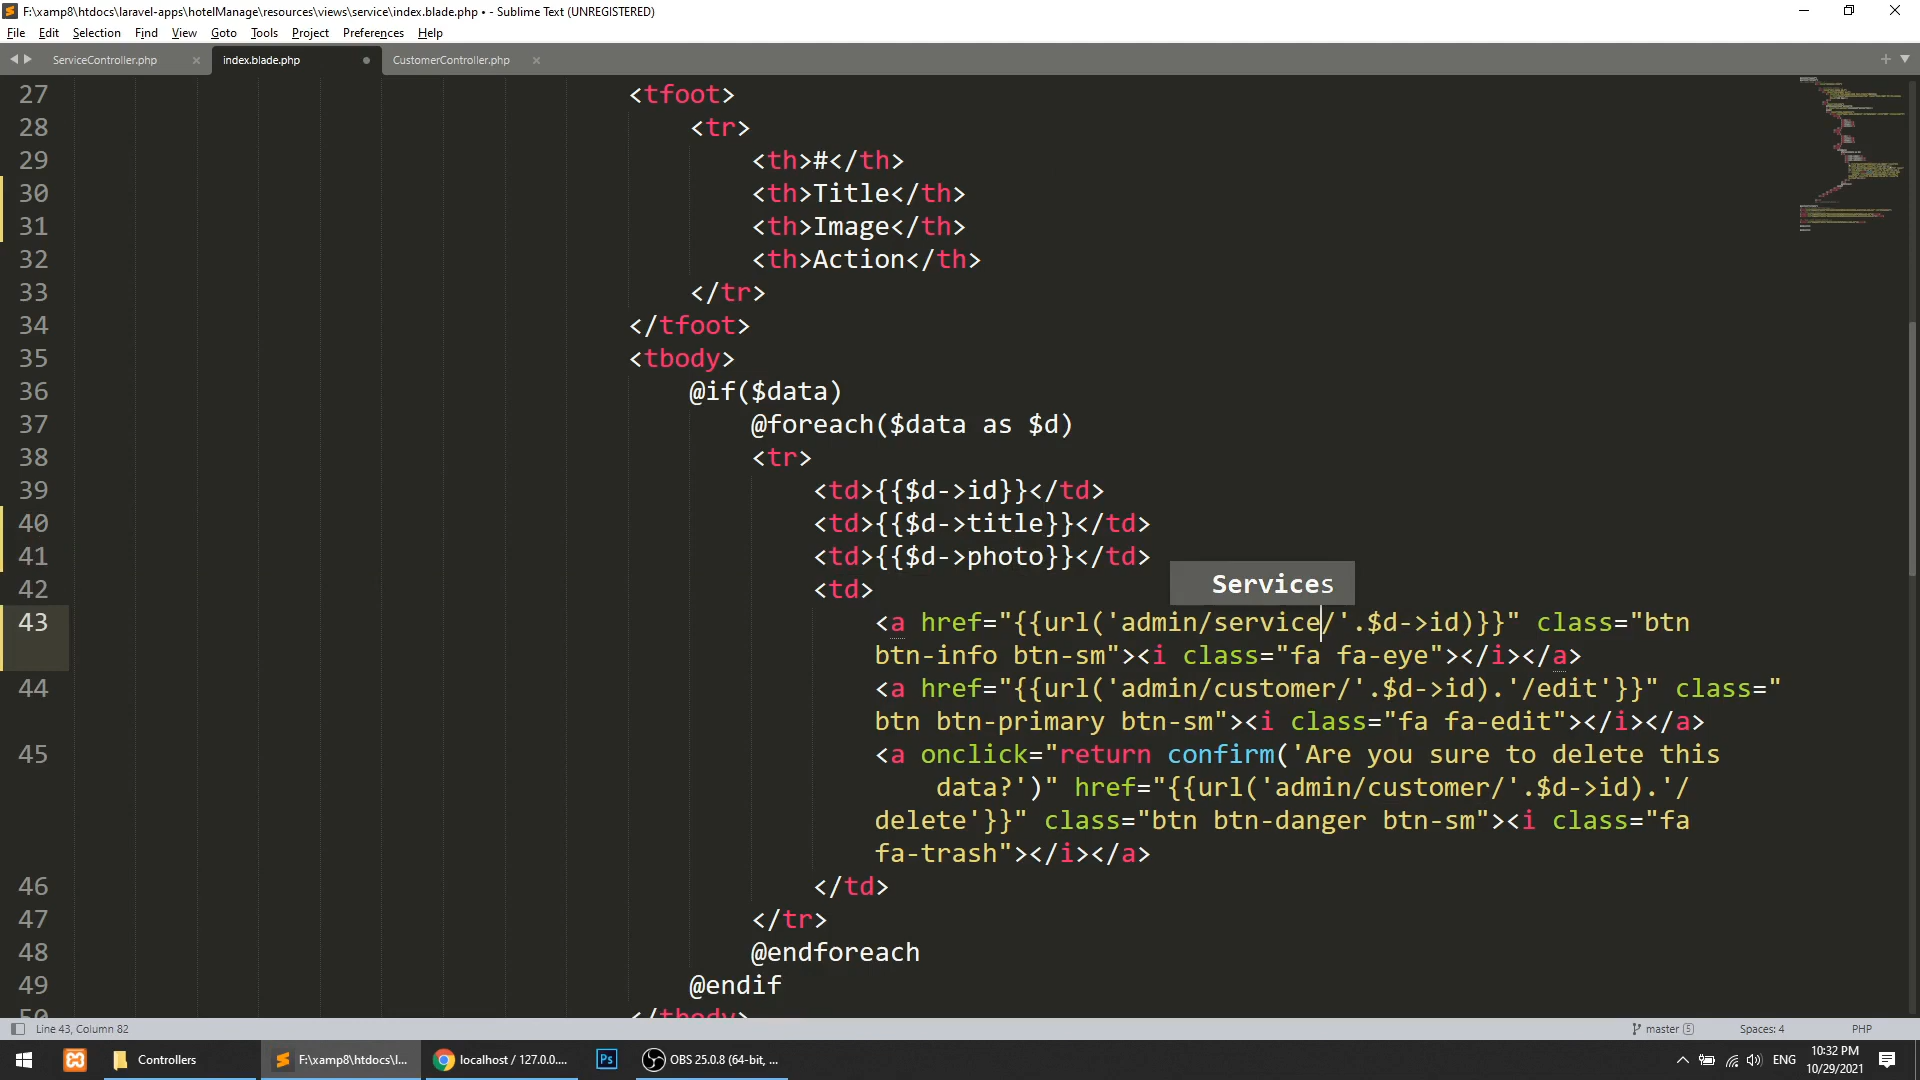 F:\xamp8\htdocs\laravel-apps\hotelManage\resources\views\service\index.blade.php • - Sublime Text (UNREGISTERED)
File Edit Selection Find View Goto Tools Project Preferences Help
ServiceController.php index.blade.php CustomerController.php
27 <tfoot>
28 <tr>
29 <th>#</th>
30 <th>Title</th>
31 <th>Image</th>
32 <th>Action</th>
33 </tr>
34 </tfoot>
35 <tbody>
36 @if($data)
37 @foreach($data as $d)
38 <tr>
39 <td>{{$d->id}}</td>
40 <td>{{$d->title}}</td>
41 <td>{{$d->photo}}</td>
42 <td>
Services
43 <a href="{{url('admin/service/'.$d->id)}}" class="btn
btn-info btn-sm"><i class="fa fa-eye"></i></a>
44 <a href="{{url('admin/customer/'.$d->id).'/edit'}}" class="
btn btn-primary btn-sm"><i class="fa fa-edit"></i></a>
45 <a onclick="return confirm('Are you sure to delete this
data?')" href="{{url('admin/customer/'.$d->id).'/
delete'}}" class="btn btn-danger btn-sm"><i class="fa
fa-trash"></i></a>
46 </td>
47 </tr>
48 @endforeach
49 @endif
50 </tbody>
Line 43, Column 82 master 5 Spaces: 4 PHP
Controllers F:\xamp8\htdocs\l... localhost / 127.0.0.... Ps OBS 25.0.8 (64-bit, ... ENG 10:32 PM
10/29/2021